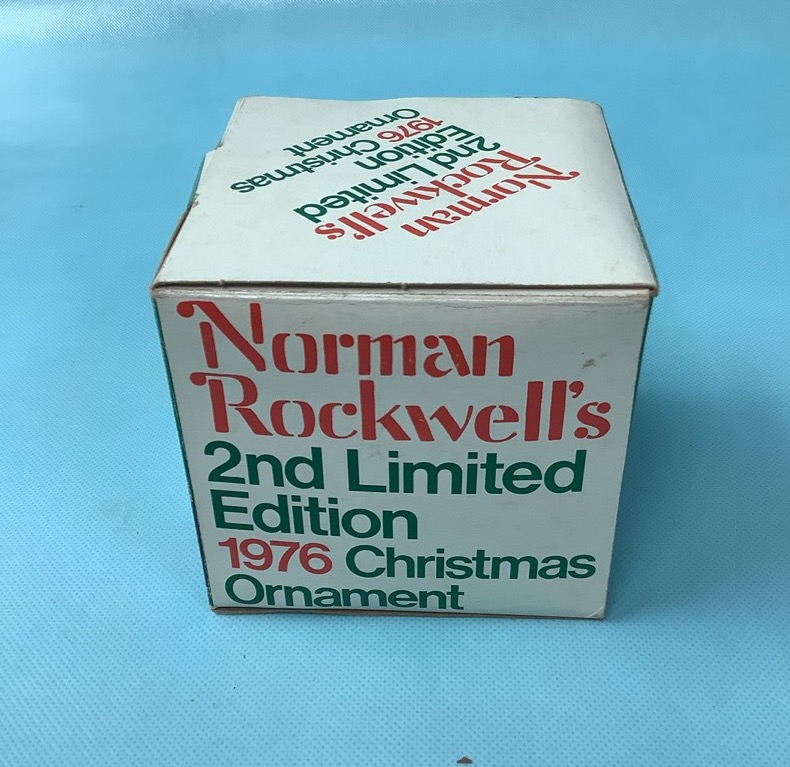 Norman
Rockwell's
2nd Limited
Edition
1976 Christmas
Ornament
Norman
Rockwell's
2nd Limited
Edition
1976 Christmas
Ornament